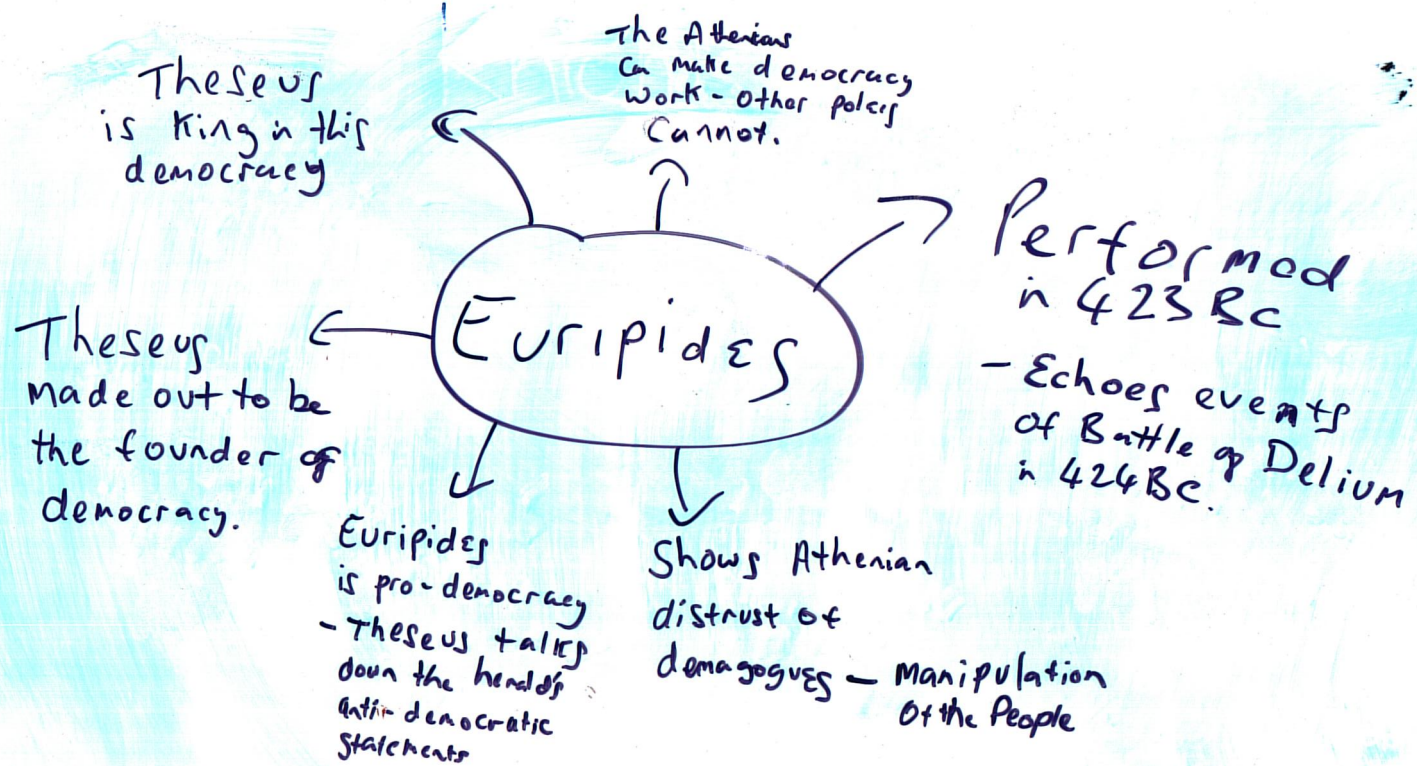 Theseus
is King in this
democracy
The Athenians
Can make democracy
Work - Other poleis
Cannot.
Performed
in 423 BC
- Echoes events
of Battle of Delium
in 424BC.
Euripides
Theseus
made out to be
the founder of
democracy.
Euripides
is pro-democracy
- Theseus talks
down the herald's
anti-democratic
statements
Shows Athenian
distrust of
demagogues - Manipulation
Of the People